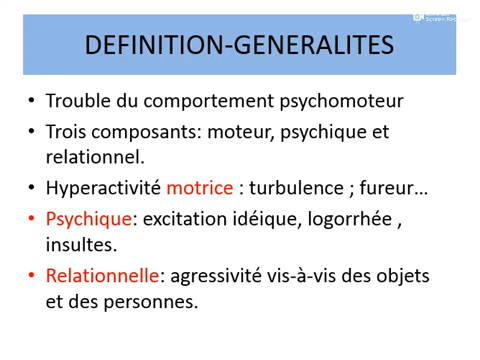 DEFINITION-GENERALITES
• Trouble du comportement psychomoteur
• Trois composants: moteur, psychique et
relationnel.
• Hyperactivité motrice : turbulence ; fureur…
• Psychique: excitation idéique, logorrhée ,
insultes.
• Relationnelle: agressivité vis-à-vis des objets
et des personnes.